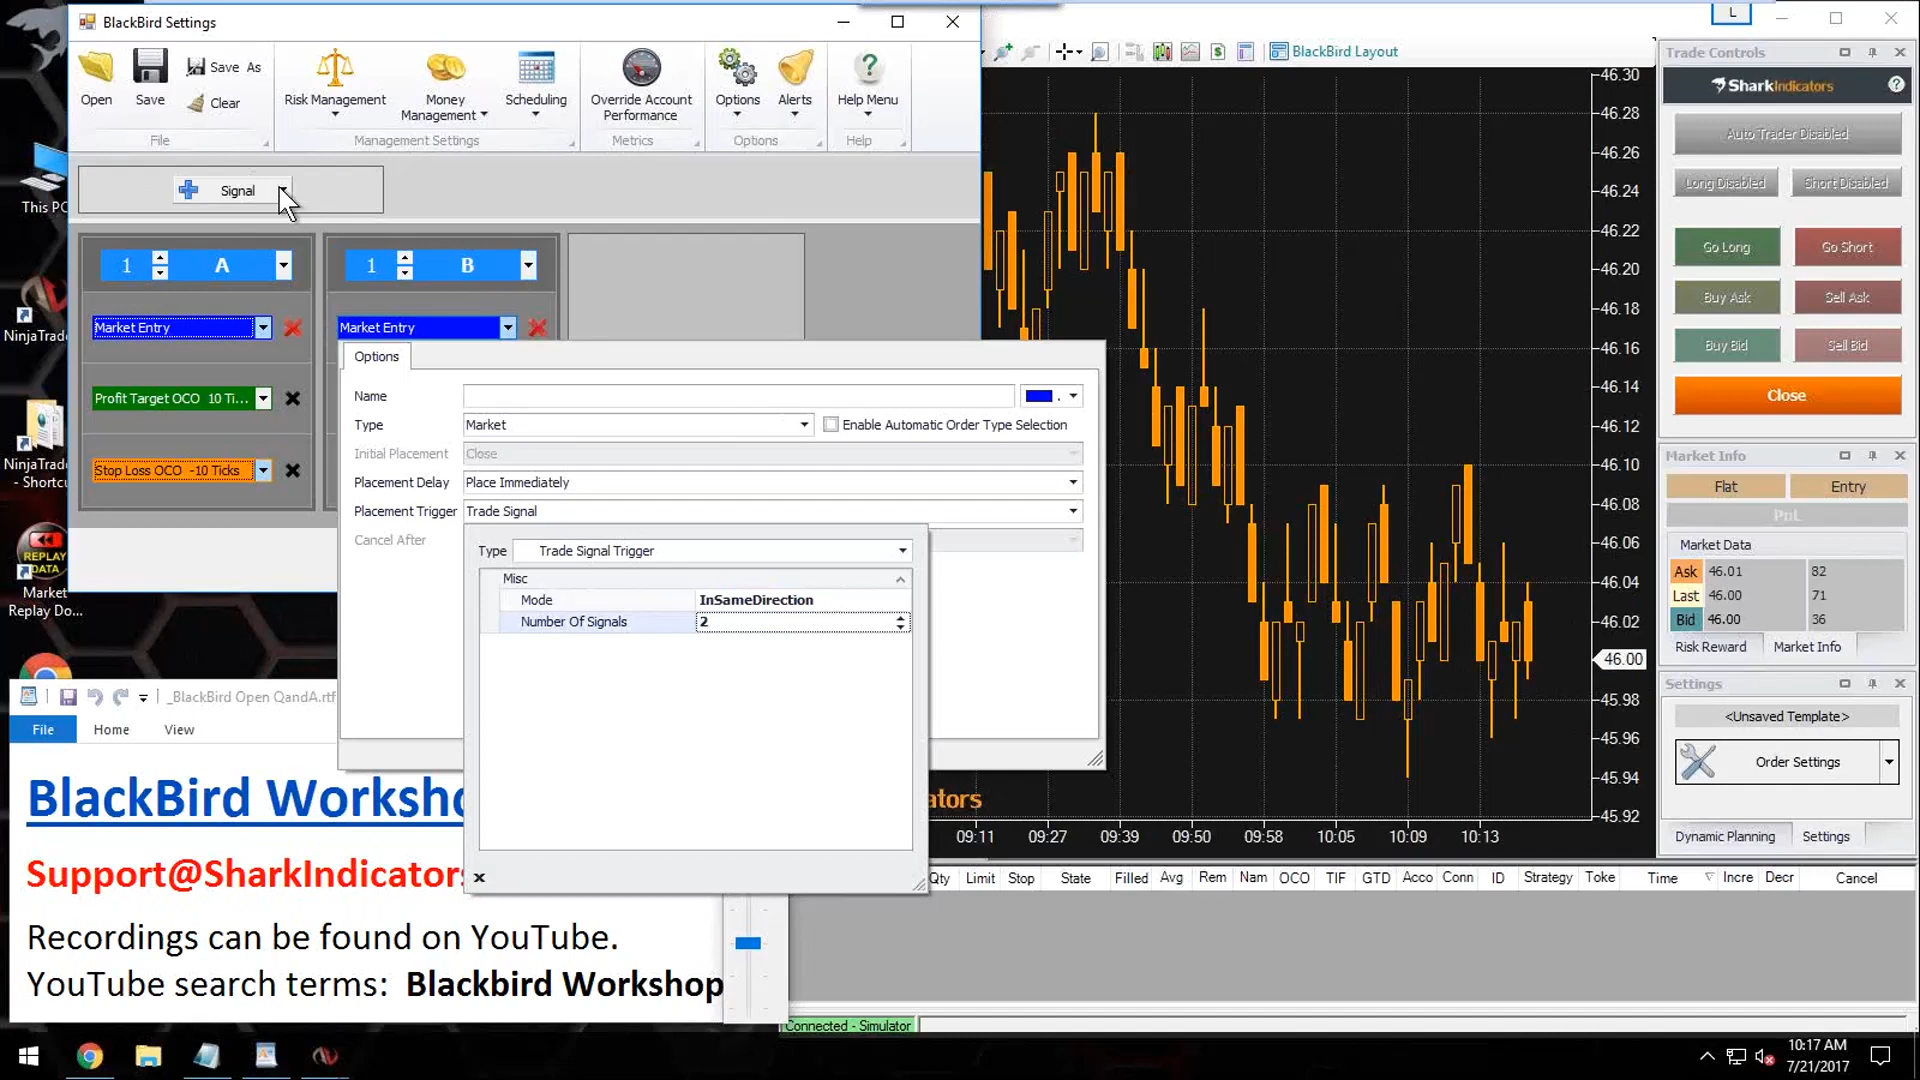 BlackBird Settings
L
Open
Save
Save As
Clear
File
Risk Management
Money Management
Scheduling
Management Settings
Override Account Performance
Metrics
Options
Alerts
Options
Help Menu
Help
BlackBird Layout
Signal
1 A
Market Entry
Profit Target OCO 10 Ti...
Stop Loss OCO -10 Ticks
1 B
Market Entry
Options
Name
Type Market
Enable Automatic Order Type Selection
Initial Placement Close
Placement Delay Place Immediately
Placement Trigger Trade Signal
Cancel After
Type Trade Signal Trigger
Misc
Mode InSameDirection
Number Of Signals 2
This PC
NinjaTrade
NinjaTrade
- Shortcu
REPLAY DATA
Market
Replay Do...
_BlackBird Open QandA.rtf
File
Home
View
BlackBird Worksho
Support@SharkIndicators
Recordings can be found on YouTube.
YouTube search terms: Blackbird Workshop
46.30
46.28
46.26
46.24
46.22
46.20
46.18
46.16
46.14
46.12
46.10
46.08
46.06
46.04
46.02
46.00
45.98
45.96
45.94
45.92
ators
09:11
09:27
09:39
09:50
09:58
10:05
10:09
10:13
Trade Controls
SharkIndicators
Auto Trader Disabled
Long Disabled
Short Disabled
Go Long
Go Short
Buy Ask
Sell Ask
Buy Bid
Sell Bid
Close
Market Info
Flat
Entry
PnL
Market Data
Ask 46.01 82
Last 46.00 71
Bid 46.00 36
Risk Reward
Market Info
Settings
<Unsaved Template>
Order Settings
Dynamic Planning
Settings
Qty Limit Stop State Filled Avg Rem Nam OCO TIF GTD Acco Conn ID Strategy Toke Time Incre Decr Cancel
Connected - Simulator
10:17 AM
7/21/2017